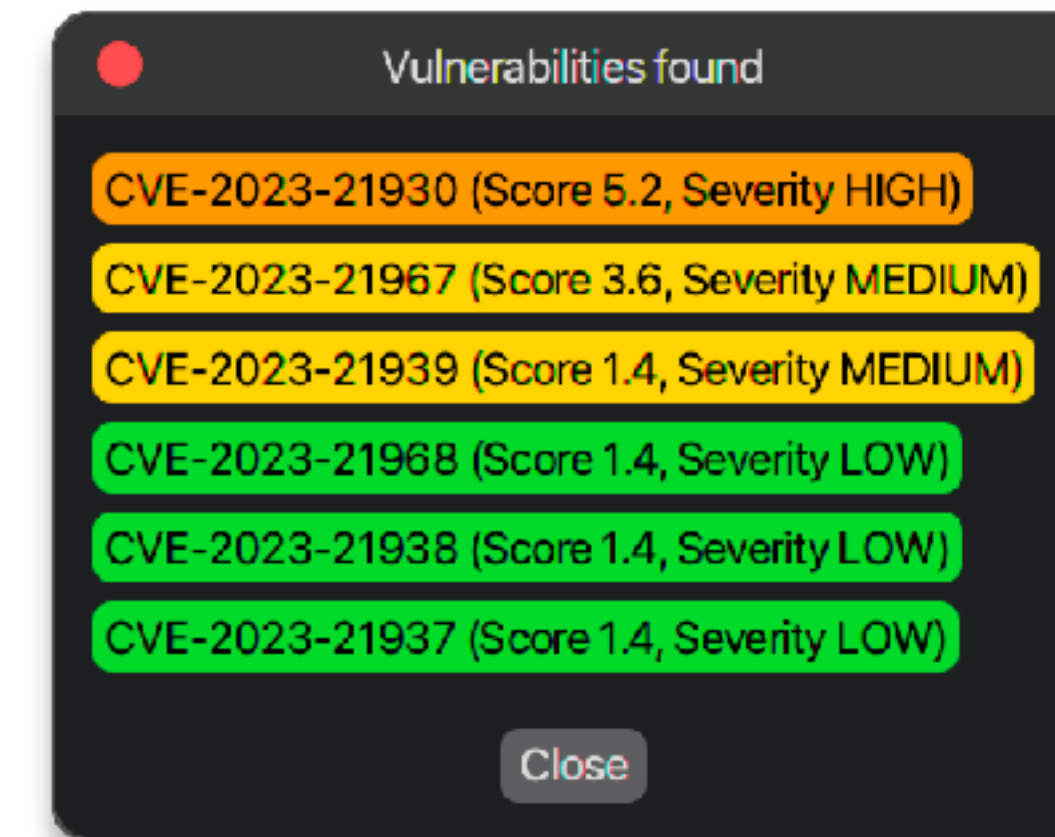 Vulnerabilities found
CVE-2023-21930 (Score 5.2, Severity HIGH)
CVE-2023-21967 (Score 3.6, Severity MEDIUM)
CVE-2023-21939 (Score 1.4, Severity MEDIUM)
CVE-2023-21968 (Score 1.4, Severity LOW)
CVE-2023-21938 (Score 1.4, Severity LOW)
CVE-2023-21937 (Score 1.4, Severity LOW)
Close